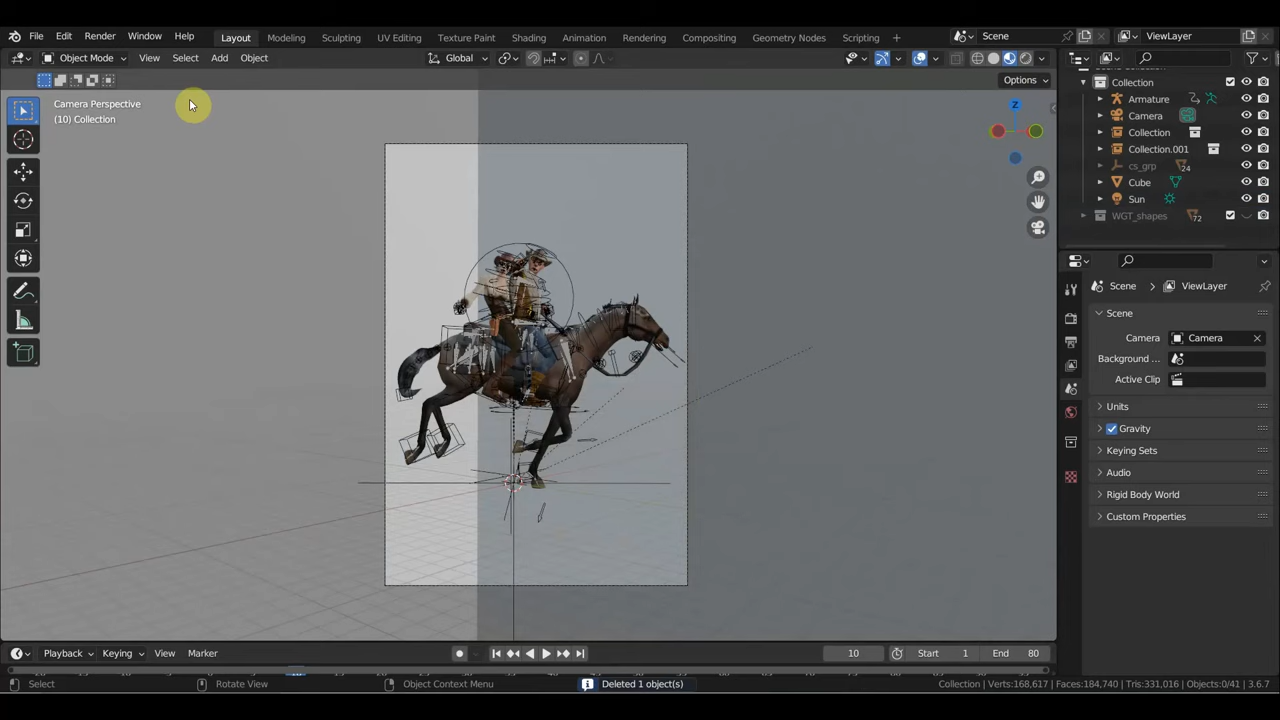 File Edit Render Window Help Layout Modeling Sculpting UV Editing Texture Paint Shading Animation Rendering Compositing Geometry Nodes Scripting Scene ViewLayer
Object Mode View Select Add Object Global
Options
Camera Perspective
(10) Collection
Z
Collection
Armature
Camera
Collection
Collection.001
cs_grp 24
Cube
Sun
WGT_shapes 72
Scene ViewLayer
Scene
Camera Camera
Background ...
Active Clip
Units
Gravity
Keying Sets
Audio
Rigid Body World
Custom Properties
Playback Keying View Marker 10 Start 1 End 80
Select Rotate View Object Context Menu Deleted 1 object(s) Collection | Verts:168,617 | Faces:184,740 | Tris:331,016 | Objects:0/41 | 3.6.7